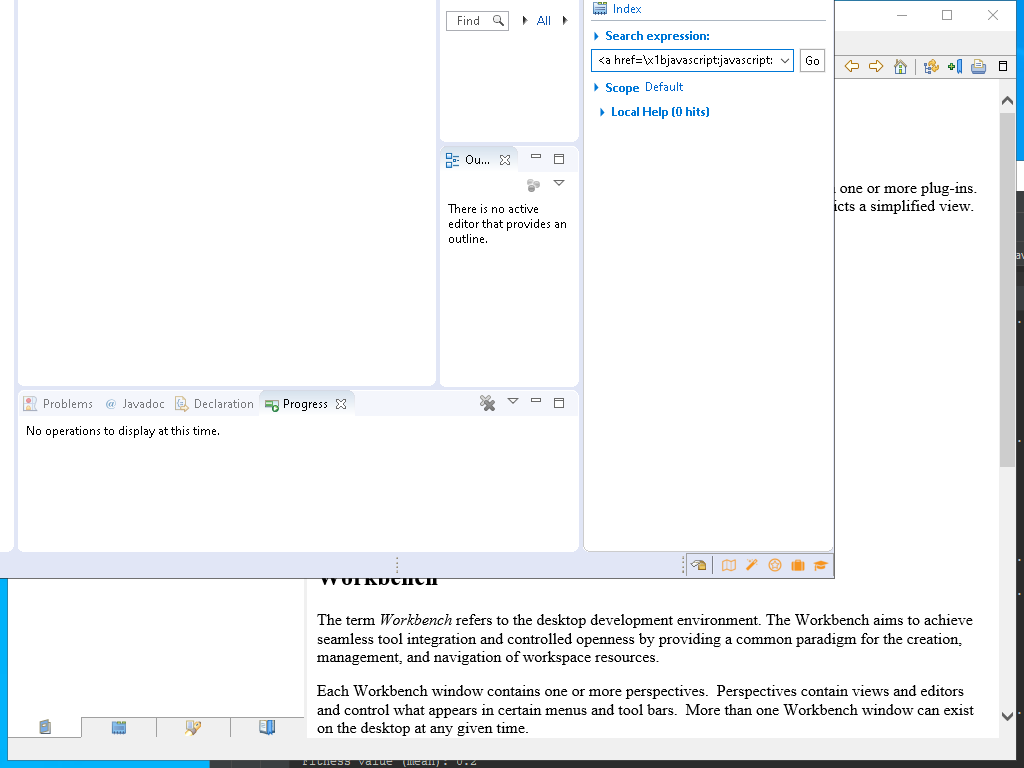 Find
All
Index
Search expression:
<a href=\x1bjavascript:javascript:
Go
Scope Default
Local Help (0 hits)
Ou...
There is no active
editor that provides an
outline.
one or more plug-ins.
icts a simplified view.
Problems
Javadoc
Declaration
Progress
No operations to display at this time.
Workbench
The term Workbench refers to the desktop development environment. The Workbench aims to achieve
seamless tool integration and controlled openness by providing a common paradigm for the creation,
management, and navigation of workspace resources.
Each Workbench window contains one or more perspectives.  Perspectives contain views and editors
and control what appears in certain menus and tool bars.  More than one Workbench window can exist
on the desktop at any given time.
Fitness value (mean): 0.2